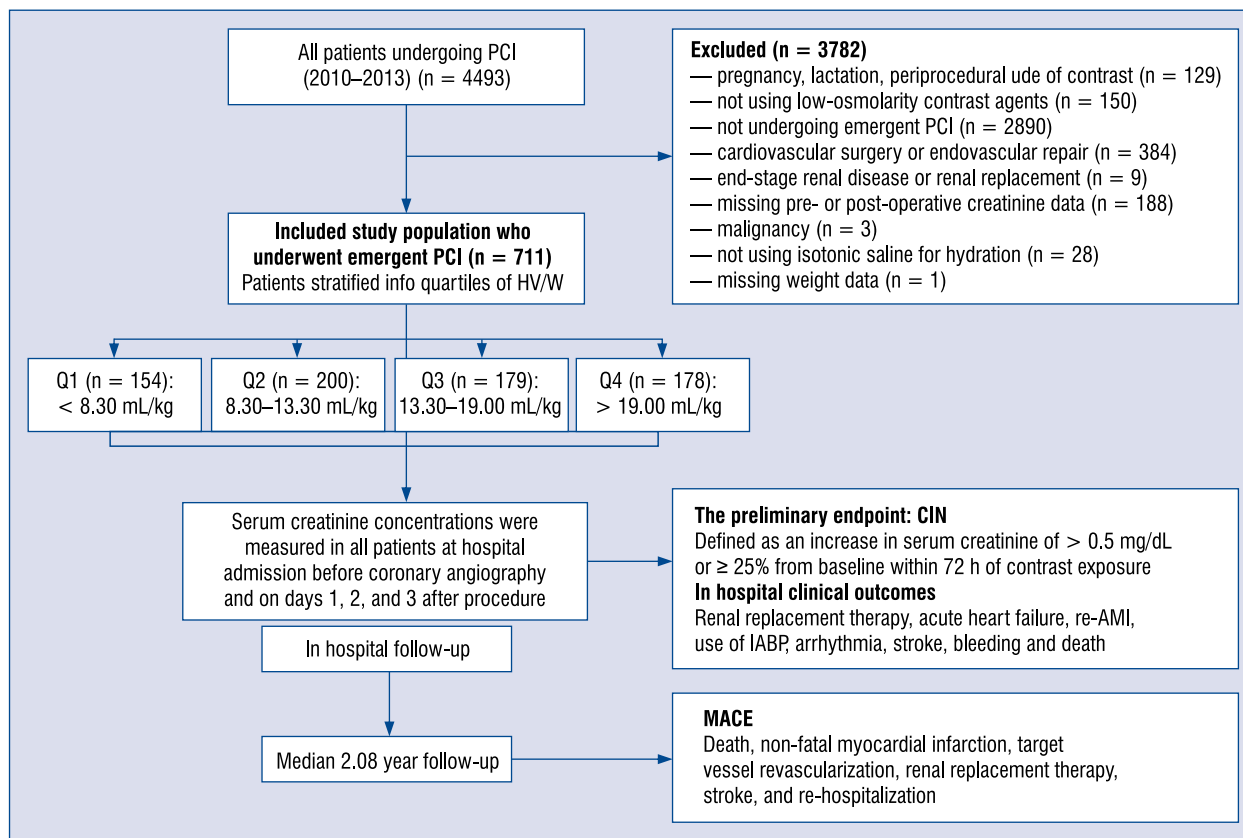 All patients undergoing PCI
(2010–2013) (n = 4493)
Excluded (n = 3782)
— pregnancy, lactation, periprocedural ude of contrast (n = 129)
— not using low-osmolarity contrast agents (n = 150)
— not undergoing emergent PCI (n = 2890)
— cardiovascular surgery or endovascular repair (n = 384)
— end-stage renal disease or renal replacement (n = 9)
— missing pre- or post-operative creatinine data (n = 188)
— malignancy (n = 3)
— not using isotonic saline for hydration (n = 28)
— missing weight data (n = 1)
Included study population who
underwent emergent PCI (n = 711)
Patients stratified info quartiles of HV/W
Q1 (n = 154):
< 8.30 mL/kg
Q2 (n = 200):
8.30–13.30 mL/kg
Q3 (n = 179):
13.30–19.00 mL/kg
Q4 (n = 178):
> 19.00 mL/kg
Serum creatinine concentrations were
measured in all patients at hospital
admission before coronary angiography
and on days 1, 2, and 3 after procedure
The preliminary endpoint: CIN
Defined as an increase in serum creatinine of > 0.5 mg/dL
or ≥ 25% from baseline within 72 h of contrast exposure
In hospital clinical outcomes
Renal replacement therapy, acute heart failure, re-AMI,
use of IABP, arrhythmia, stroke, bleeding and death
In hospital follow-up
Median 2.08 year follow-up
MACE
Death, non-fatal myocardial infarction, target
vessel revascularization, renal replacement therapy,
stroke, and re-hospitalization